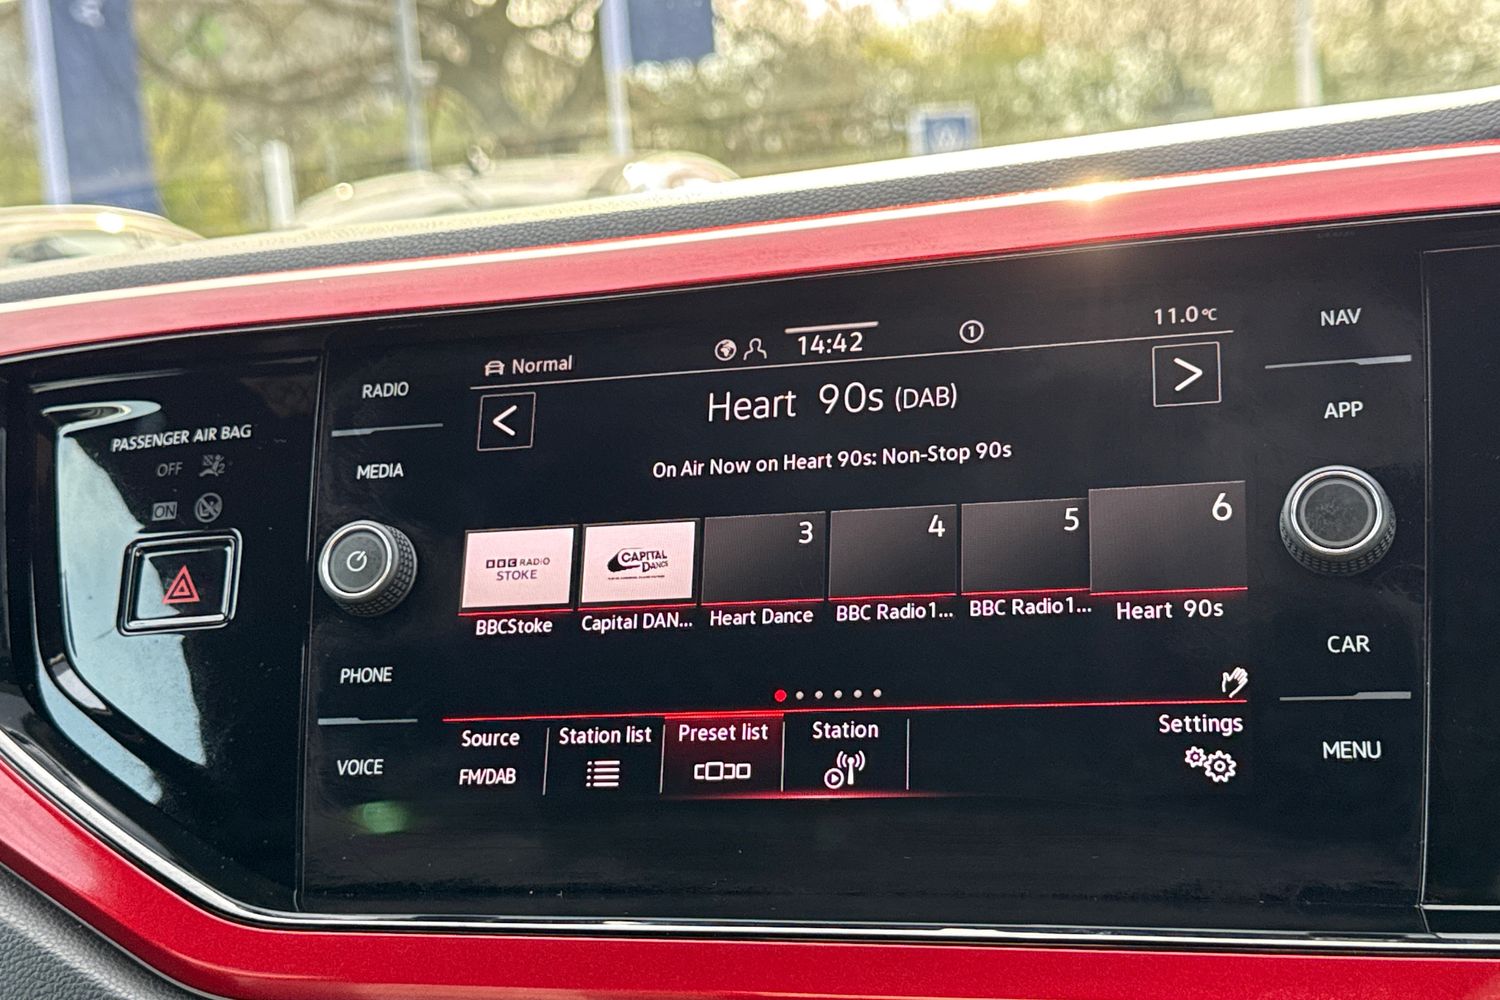 PASSENGER AIR BAG
OFF 2
ON
RADIO
MEDIA
PHONE
VOICE
Normal
14:42
1
11.0°C
< Heart 90s (DAB) >
On Air Now on Heart 90s: Non-Stop 90s
BBC RADIO
STOKE
CAPITAL
DANCE
3
4
5
6
BBCStoke
Capital DAN...
Heart Dance
BBC Radio1...
BBC Radio1...
Heart 90s
Source
FM/DAB
Station list
Preset list
Station
Settings
NAV
APP
CAR
MENU